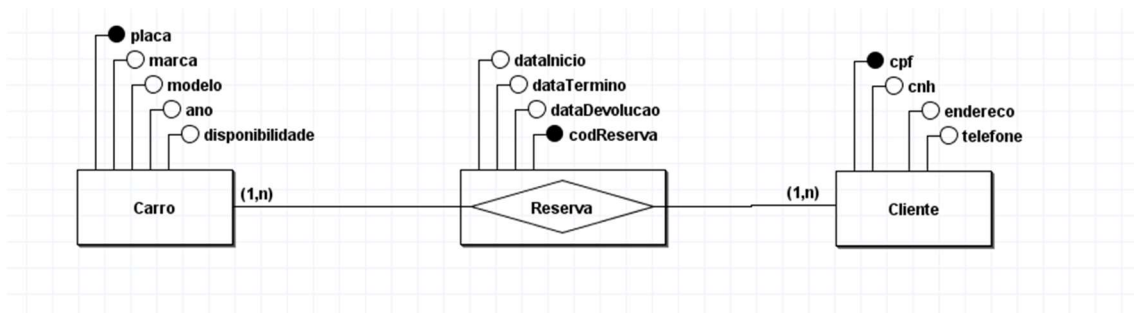 placa
marca
modelo
ano
disponibilidade
(1,n)
Carro
dataInicio
dataTermino
dataDevolucao
codReserva
Reserva
(1,n)
cpf
cnh
endereco
telefone
Cliente